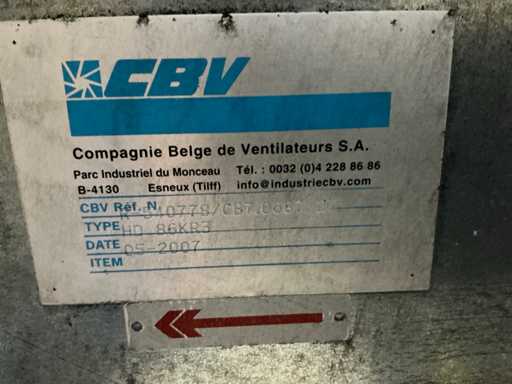 CBV
Compagnie Belge de Ventilateurs S.A.
Parc Industriel du Monceau Tél. : 0032 (0)4 228 86 86
B-4130 Esneux (Tilff) info@industriecbv.com
CBV Réf. N
TYPE HD 86KR3
DATE 05-2007
ITEM